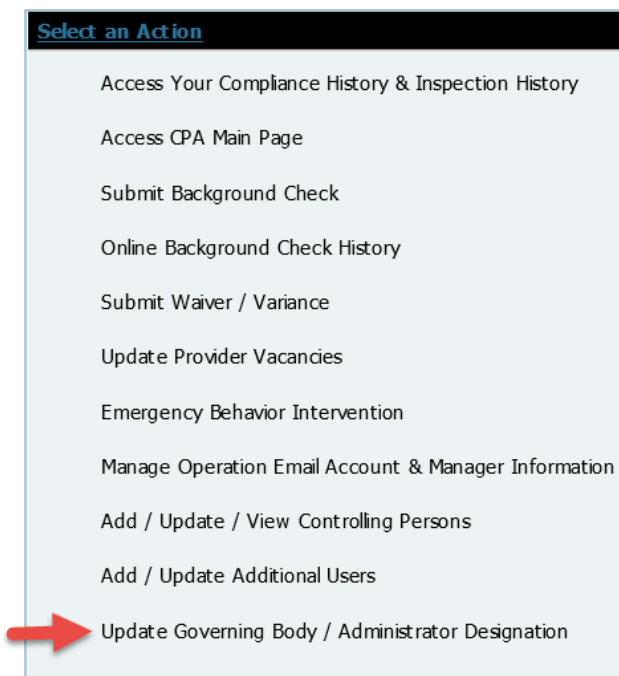 Select an Action
Access Your Compliance History & Inspection History
Access CPA Main Page
Submit Background Check
Online Background Check History
Submit Waiver / Variance
Update Provider Vacancies
Emergency Behavior Intervention
Manage Operation Email Account & Manager Information
Add / Update / View Controlling Persons
Add / Update Additional Users
Update Governing Body / Administrator Designation